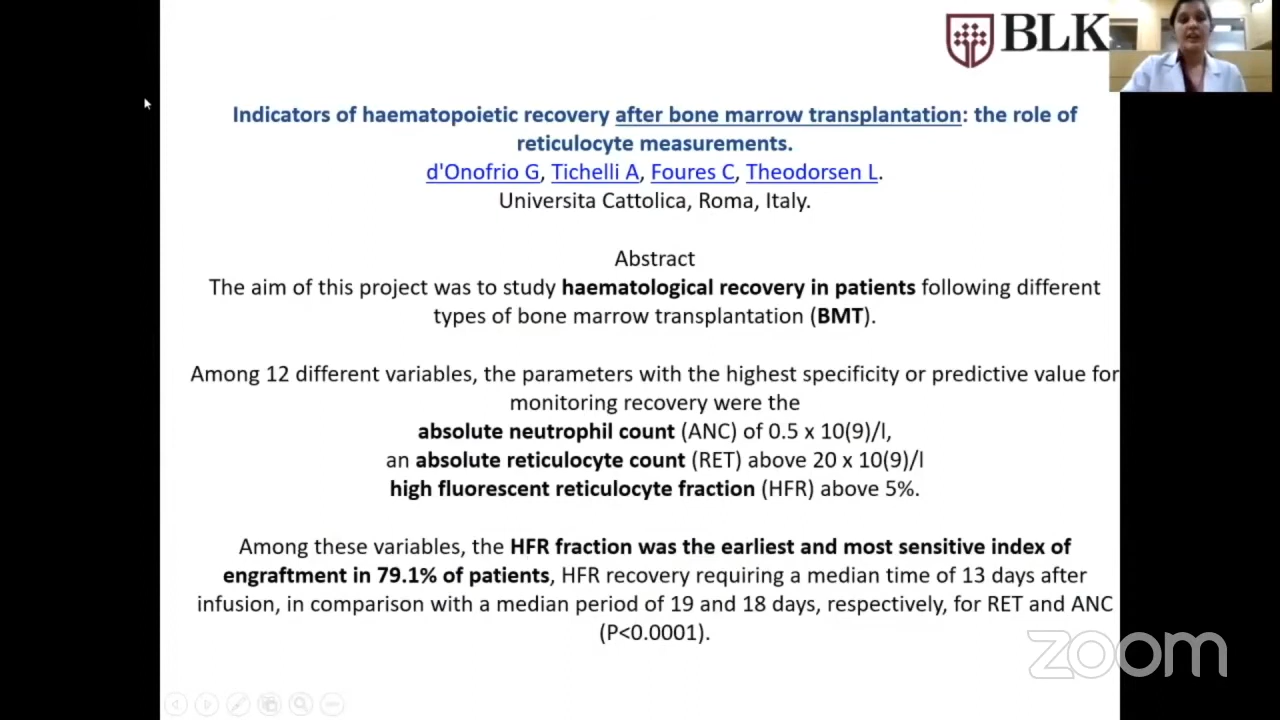 BLK
Indicators of haematopoietic recovery after bone marrow transplantation: the role of
reticulocyte measurements.
d'Onofrio G, Tichelli A, Foures C, Theodorsen L.
Universita Cattolica, Roma, Italy.
Abstract
The aim of this project was to study haematological recovery in patients following different
types of bone marrow transplantation (BMT).
Among 12 different variables, the parameters with the highest specificity or predictive value for
monitoring recovery were the
absolute neutrophil count (ANC) of 0.5 x 10(9)/l,
an absolute reticulocyte count (RET) above 20 x 10(9)/l
high fluorescent reticulocyte fraction (HFR) above 5%.
Among these variables, the HFR fraction was the earliest and most sensitive index of
engraftment in 79.1% of patients, HFR recovery requiring a median time of 13 days after
infusion, in comparison with a median period of 19 and 18 days, respectively, for RET and ANC
(P<0.0001).
zoom